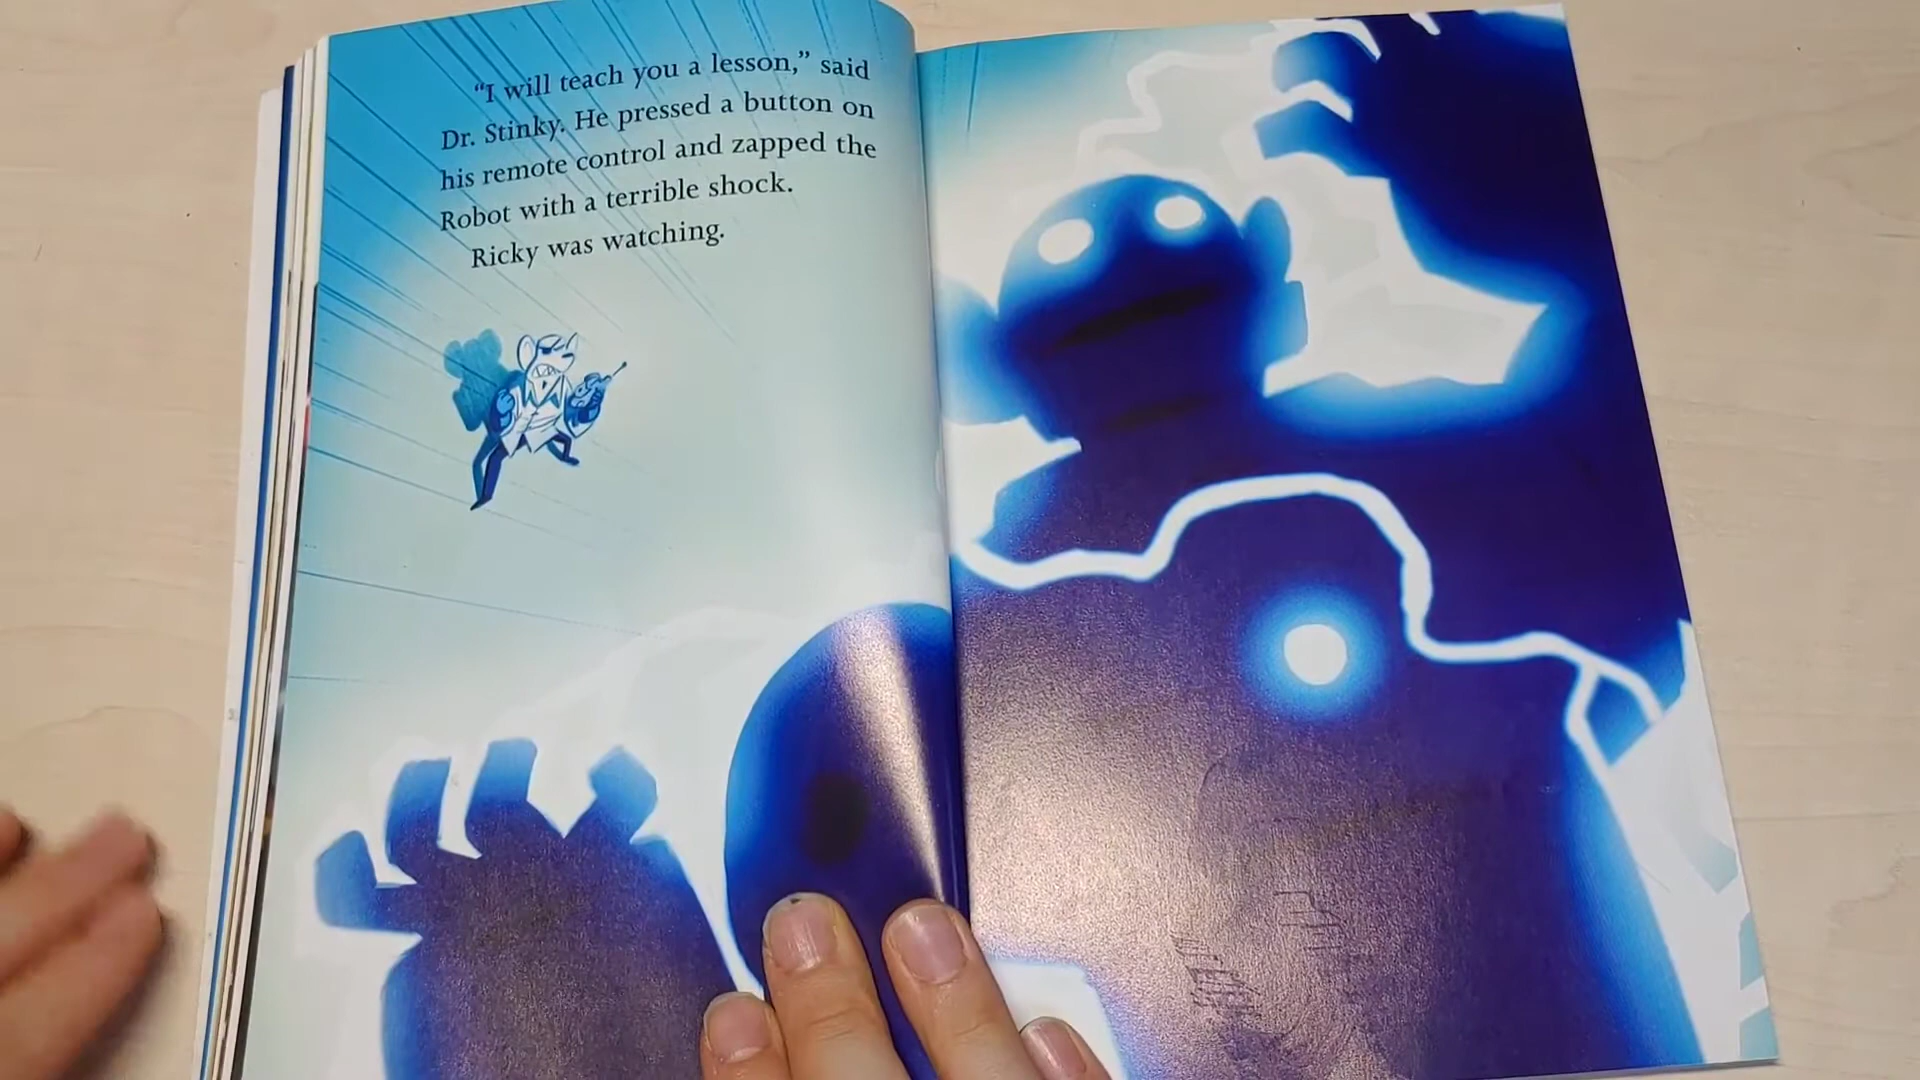 “I will teach you a lesson,” said
Dr. Stinky. He pressed a button on
his remote control and zapped the
Robot with a terrible shock.
Ricky was watching.